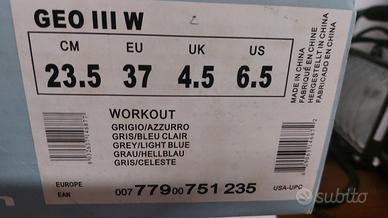 GEO III W
CM EU UK US
23.5 37 4.5 6.5
WORKOUT
GRIGIO/AZZURRO
GRIS/BLEU CLAIR
GREY/LIGHT BLUE
GRAU/HELLBLAU
GRIS/CELESTE
MADE IN CHINA
FABRIQUÉ EN CHINE
HERGESTELLT IN CHINA
FABRICADO EN CHINA
EUROPE
EAN
007 779 00 751 235
USA-UPC
subito